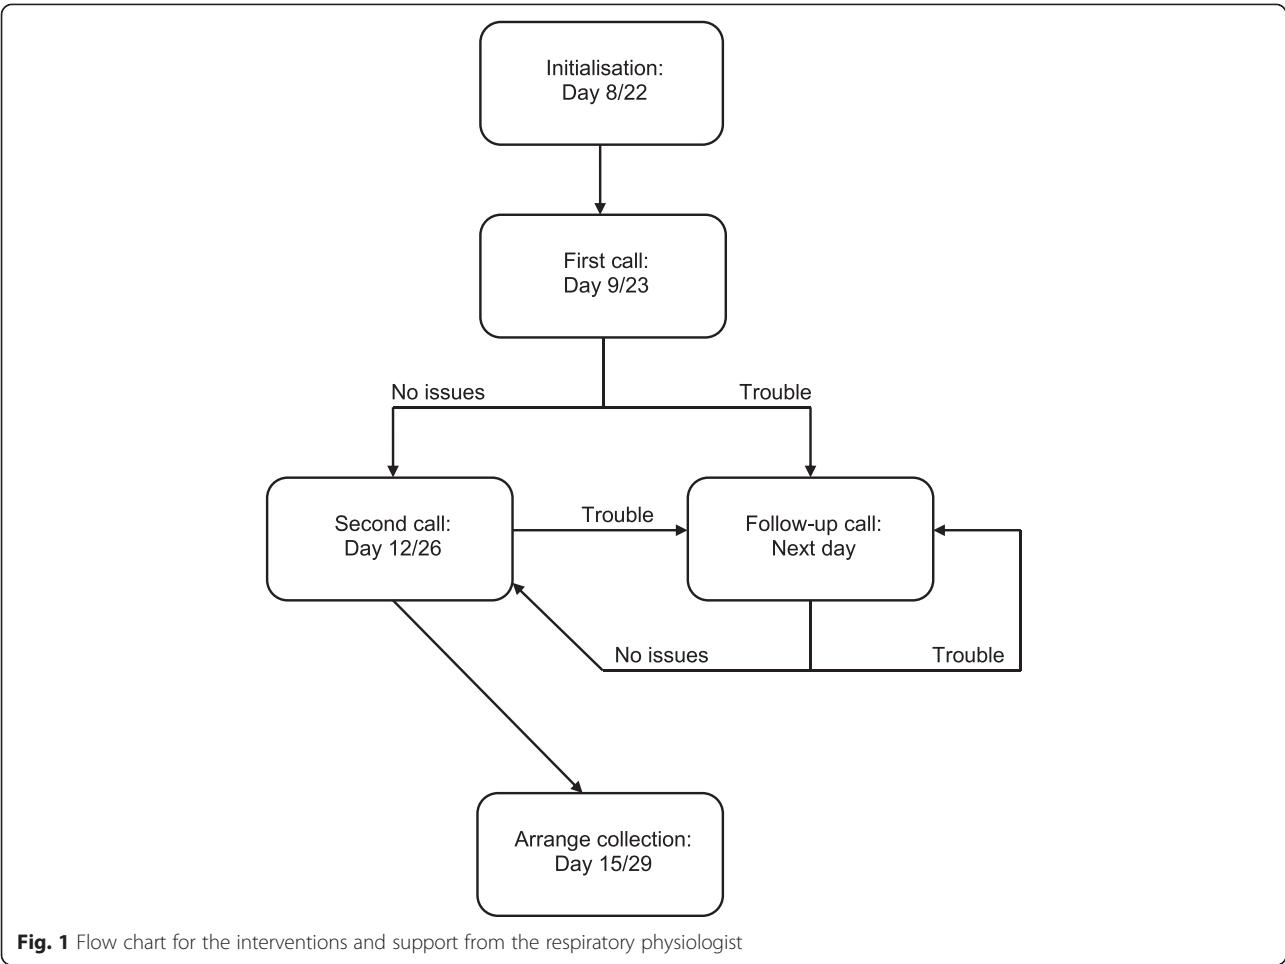 Initialisation:
Day 8/22
First call:
Day 9/23
No issues
Trouble
Second call:
Day 12/26
Trouble
Follow-up call:
Next day
No issues
Trouble
Arrange collection:
Day 15/29
Fig. 1 Flow chart for the interventions and support from the respiratory physiologist